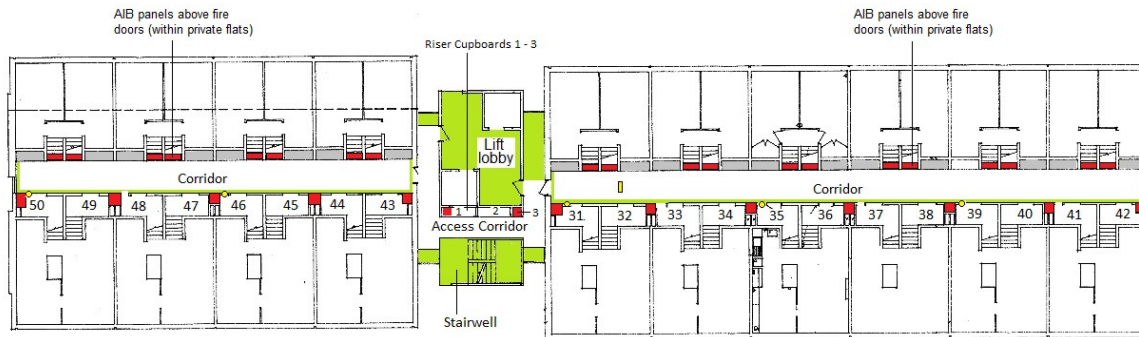 AIB panels above fire
doors (within private flats)
AIB panels above fire
doors (within private flats)
Riser Cupboards 1 - 3
Lift
lobby
Corridor
Corridor
50 49 48 47 46 45 44 43
1 2 3
31. 32 33 34 35 36 37 38 39 40 41 42
Access Corridor
Stairwell